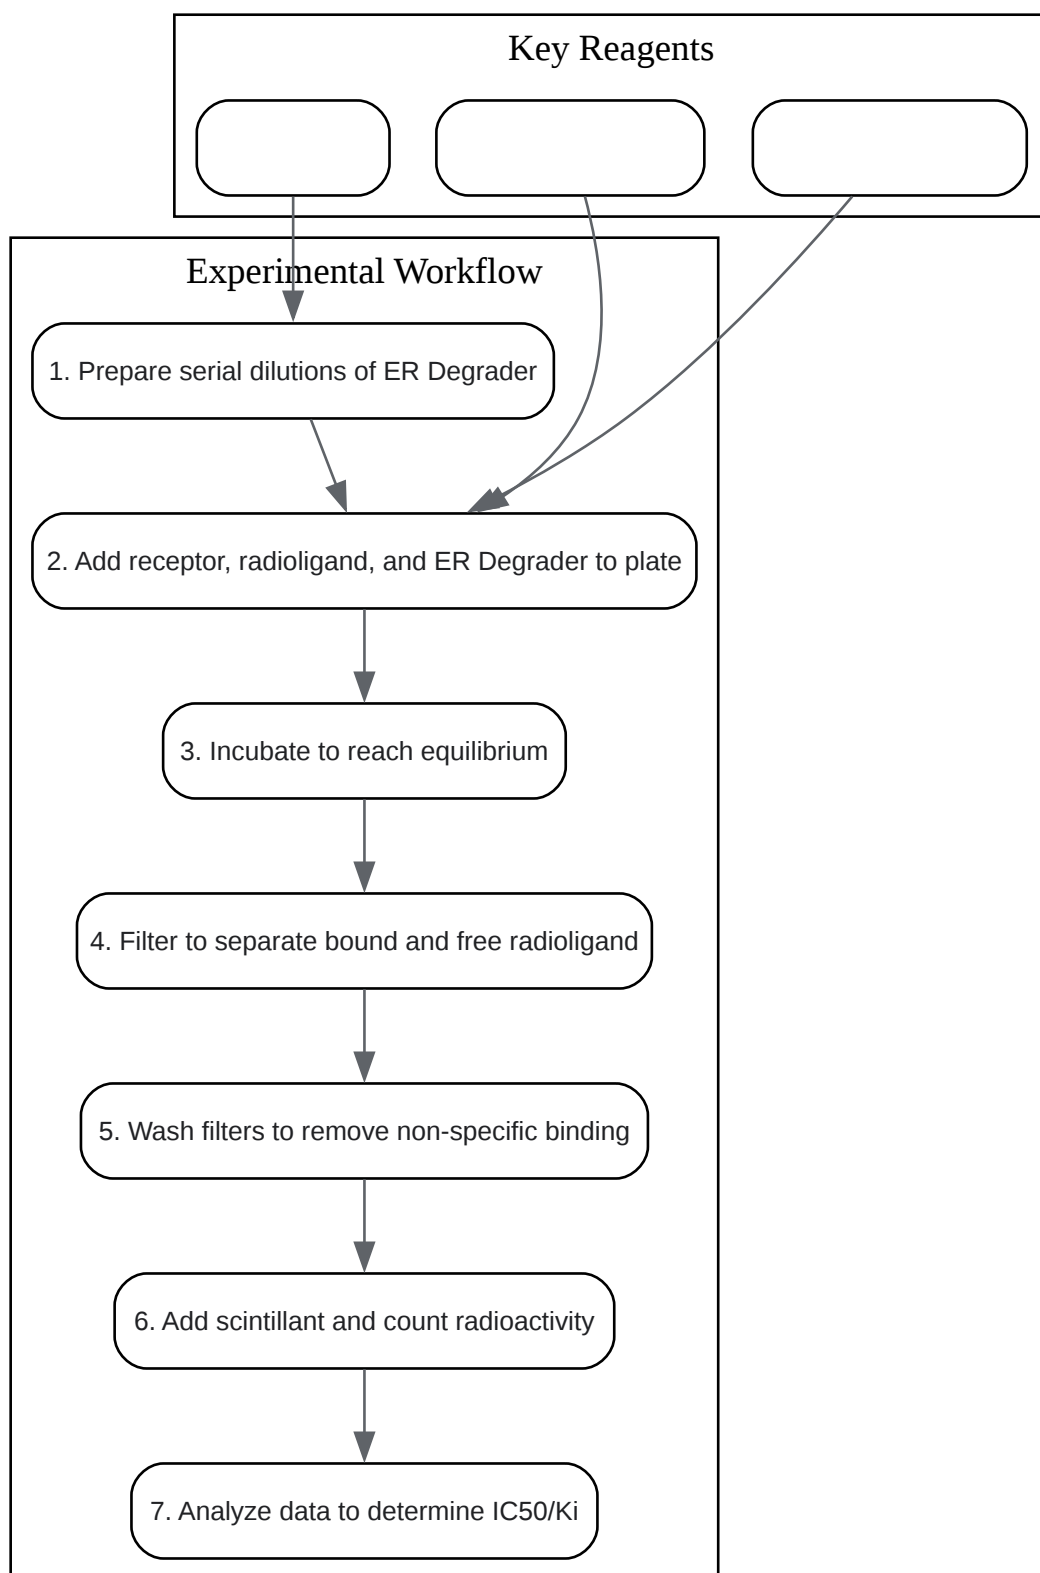 Key Reagents
Experimental Workflow
1. Prepare serial dilutions of ER Degrader
2. Add receptor, radioligand, and ER Degrader to plate
3. Incubate to reach equilibrium
4. Filter to separate bound and free radioligand
5. Wash filters to remove non-specific binding
6. Add scintillant and count radioactivity
7. Analyze data to determine IC50/Ki